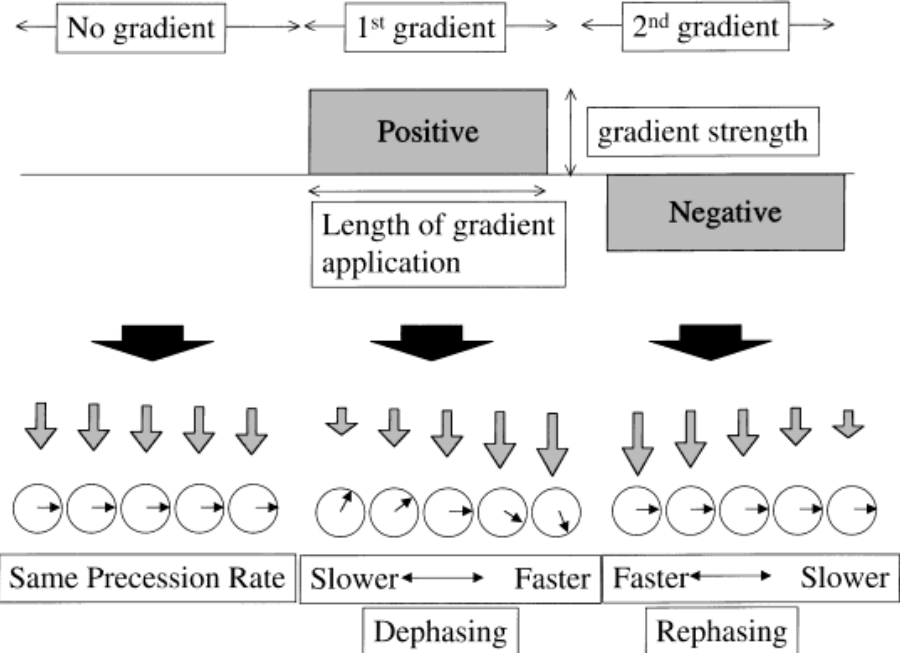 No gradient
1st gradient
2nd gradient
Positive
gradient strength
Negative
Length of gradient
application
Same Precession Rate
Slower
Faster
Faster
Slower
Dephasing
Rephasing